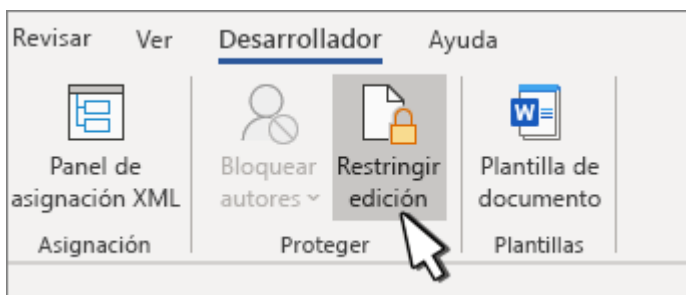 Revisar Ver Desarrollador Ayuda
Panel de asignación XML
Bloquear autores
Restringir edición
Plantilla de documento
Asignación Proteger Plantillas
W